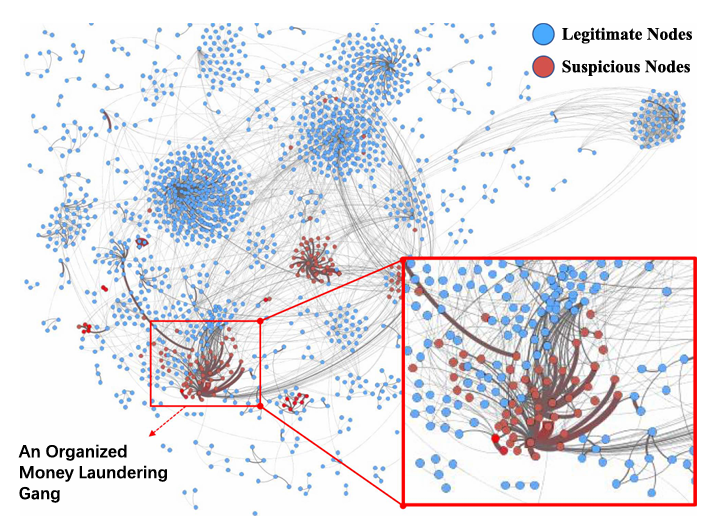 Legitimate Nodes
Suspicious Nodes
An Organized
Money Laundering
Gang